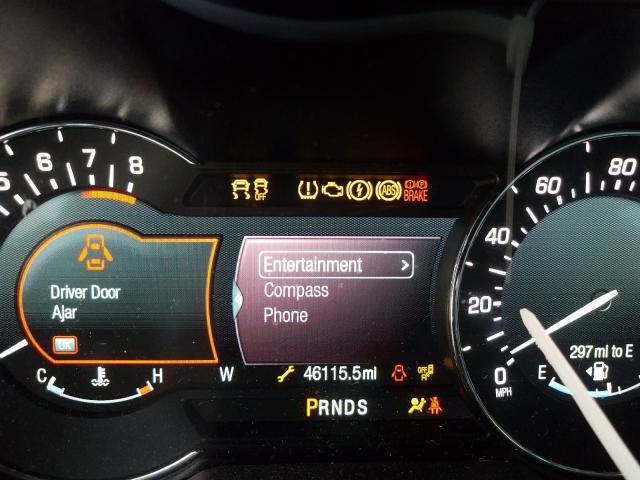 5 6 7 8
OFF ABS BRAKE
60 80
40
20
0
MPH
Driver Door
Ajar
OK
Entertainment >
Compass
Phone
C H W
46115.5mi OFF
PRNDS
297 mi to E
E